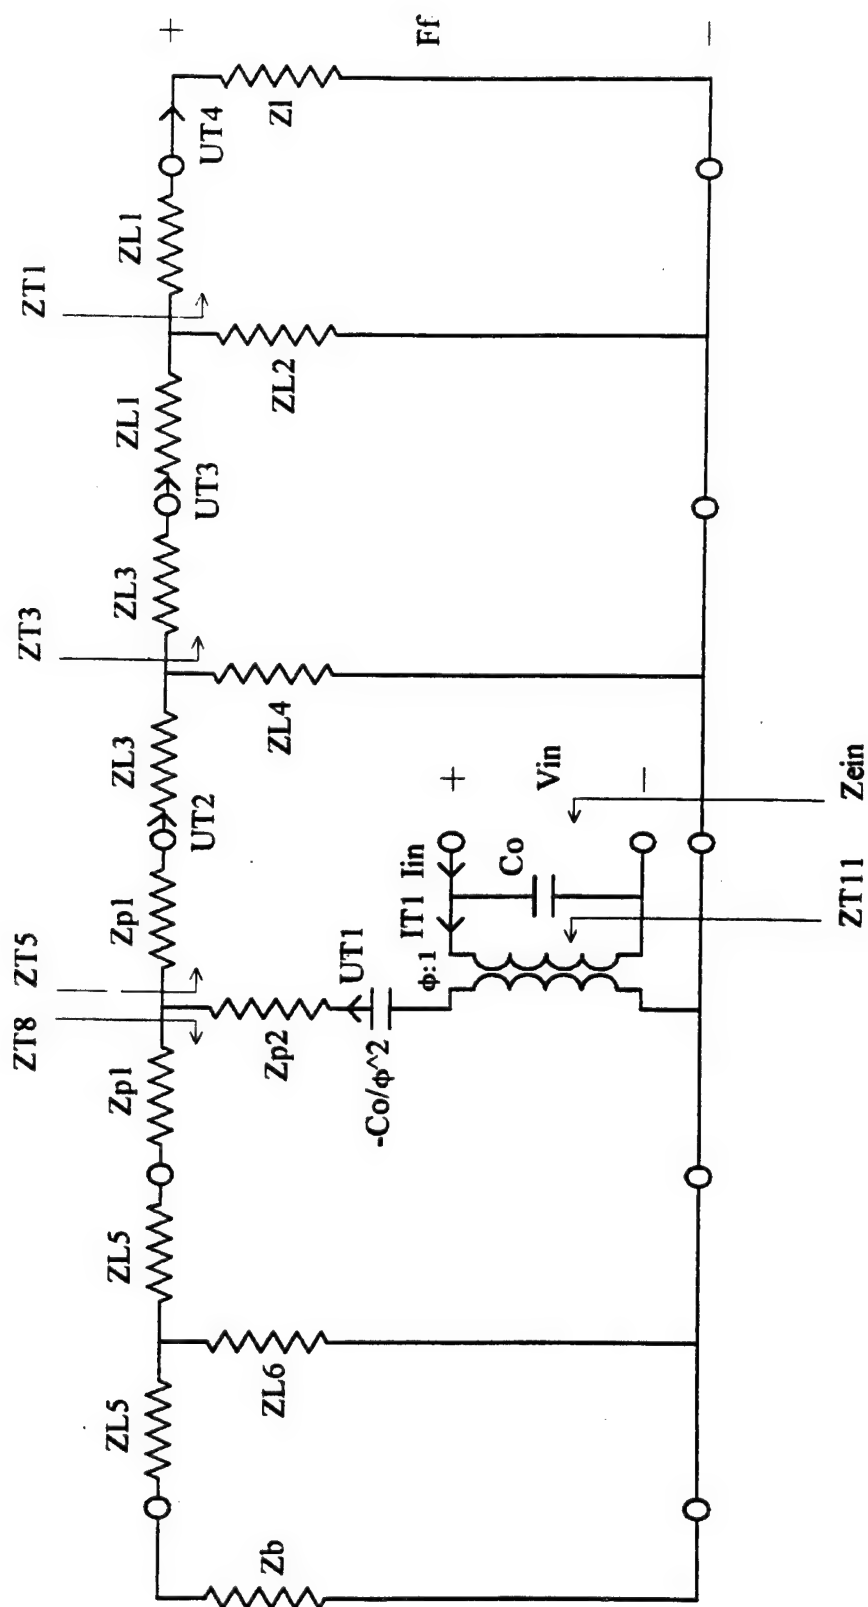 ZT8
ZT5
ZT3
ZT1
ZL5
ZL5
Zp1
Zp1
UT2
ZL3
ZL3
UT3
ZL1
ZL1
UT4
+
Zb
ZL6
Zp2
UT1
-Co/ϕ^2
ϕ:1
IT1
Iin
Co
+
Vin
−
ZL4
ZL2
Zl
Ff
−
ZT11
Zein